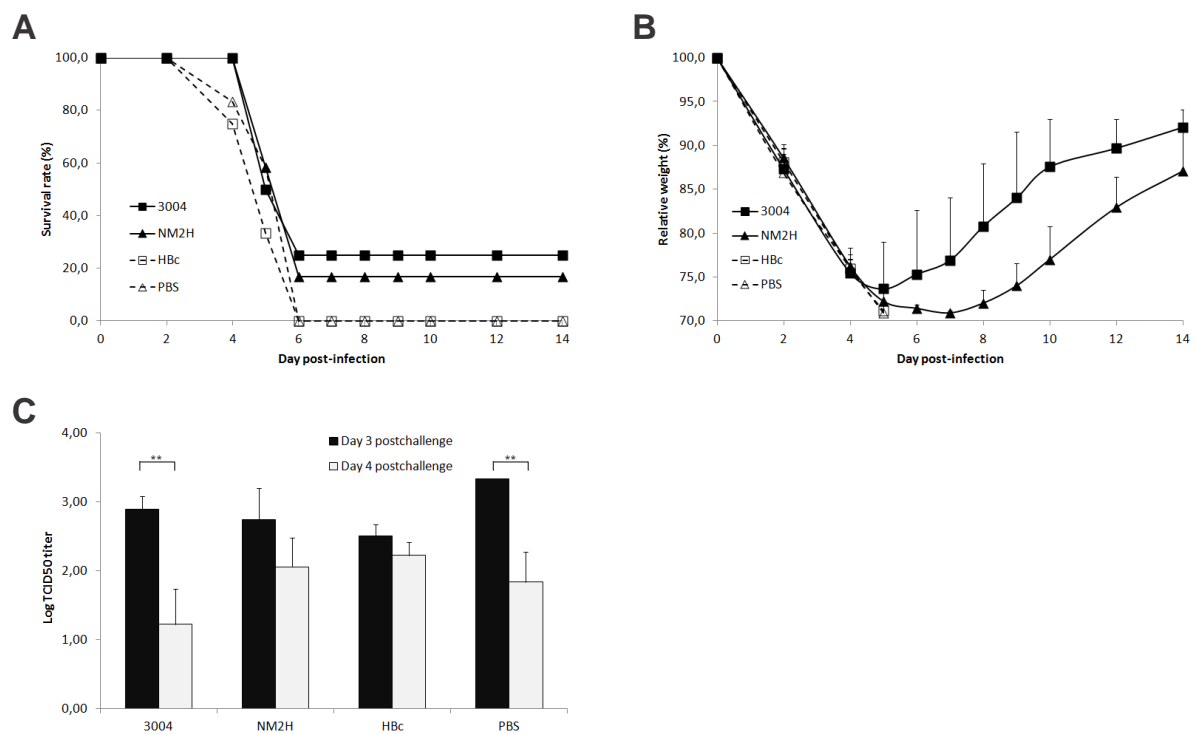 A
100,0
80,0
60,0
40,0
20,0
0,0
Survival rate (%)
3004
NM2H
HBc
PBS
0 2 4 6 8 10 12 14
Day post-infection
B
100,0
95,0
90,0
85,0
80,0
75,0
70,0
Relative weight (%)
3004
NM2H
HBc
PBS
0 2 4 6 8 10 12 14
Day post-infection
C
4,00
3,00
2,00
1,00
0,00
Log TCID50 titer
Day 3 postchallenge
Day 4 postchallenge
**
**
3004 NM2H HBc PBS